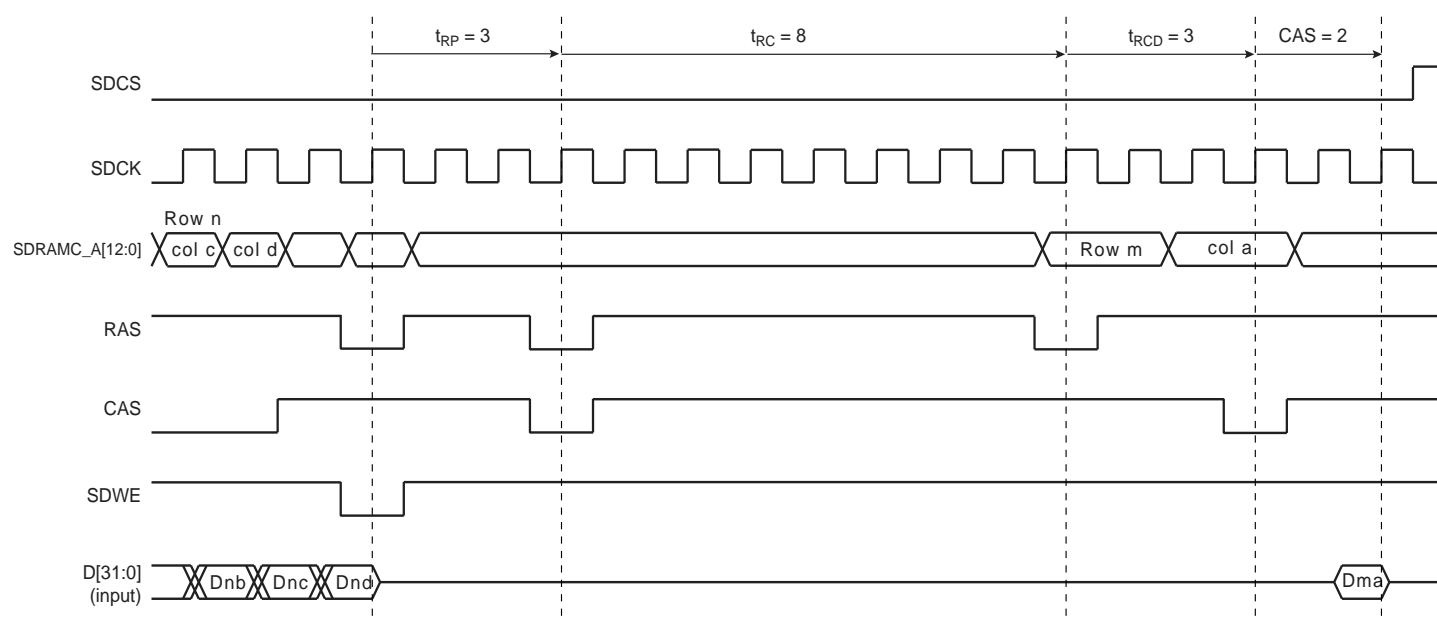 tRP = 3
tRC = 8
tRCD = 3
CAS = 2
SDCS
SDCK
Row n
SDRAMC_A[12:0]
col c
col d
Row m
col a
RAS
CAS
SDWE
D[31:0]
(input)
Dnb
Dnc
Dnd
Dma